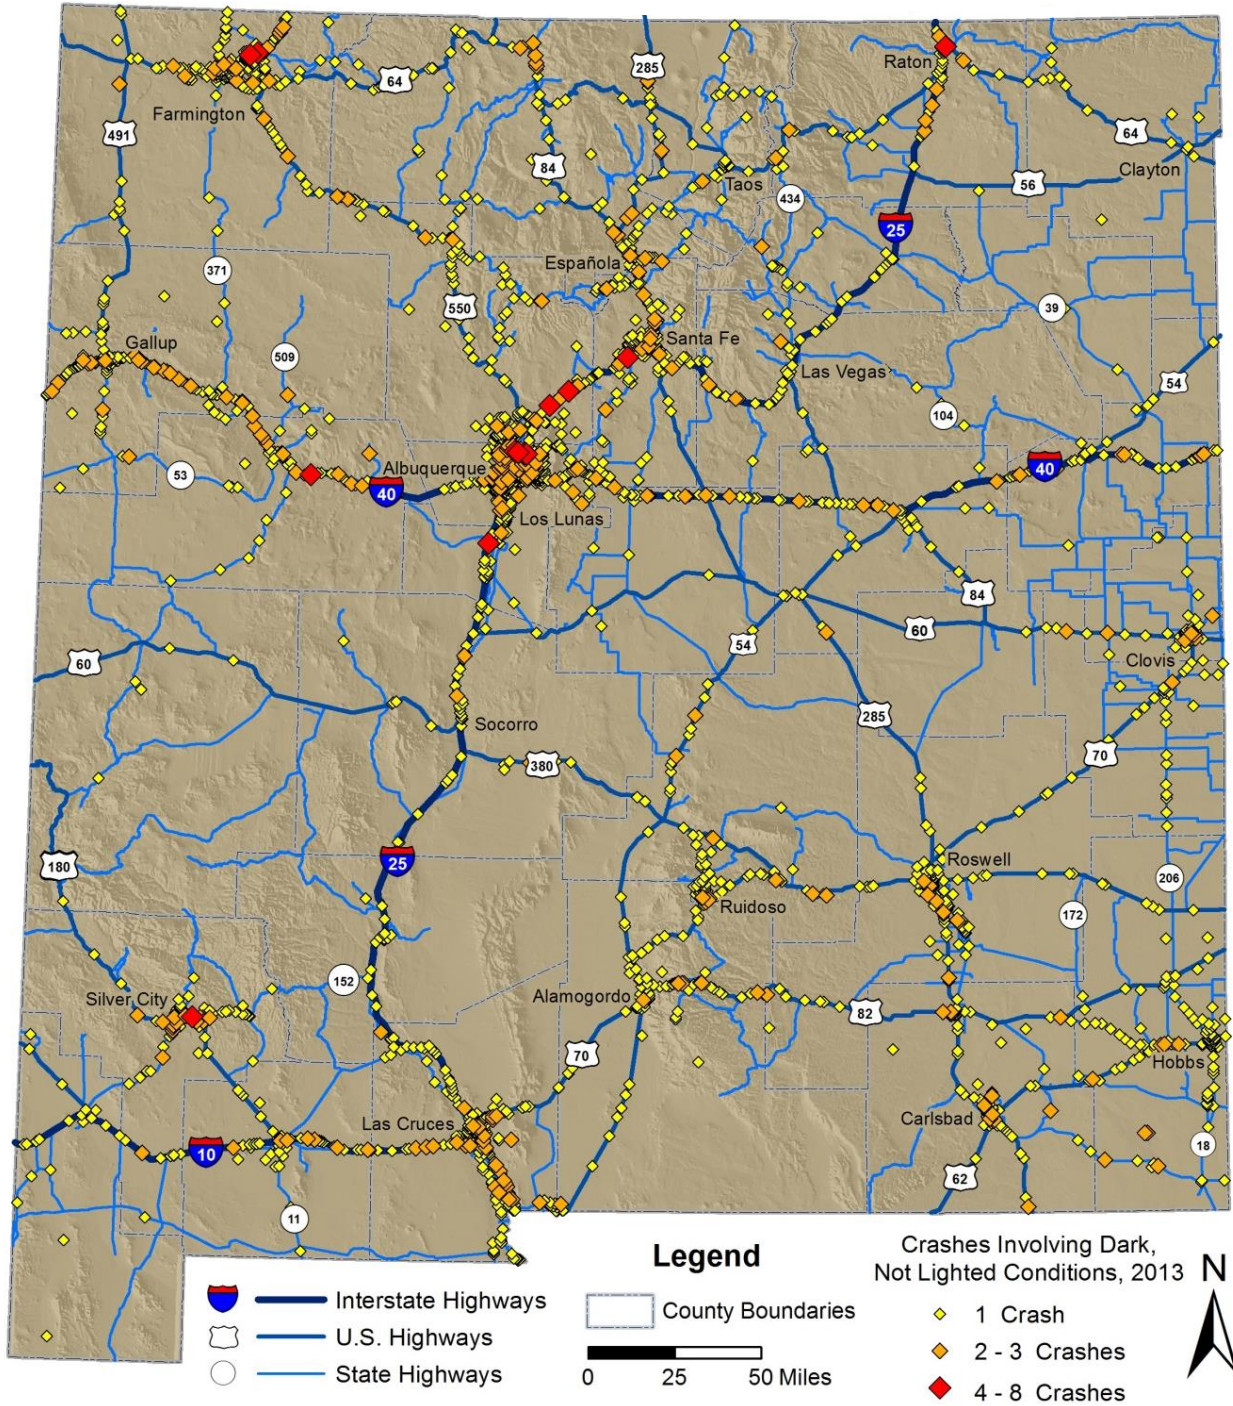 285
Raton
64
Farmington
491
64
Clayton
84
Taos
56
434
25
Española
371
550
39
Gallup
Santa Fe
509
Las Vegas
54
104
Albuquerque
53
40
40
Los Lunas
84
60
54
Clovis
60
285
Socorro
380
70
25
180
Roswell
206
Ruidoso
172
152
Silver City
Alamogordo
82
70
Hobbs
Las Cruces
Carlsbad
10
18
62
11
Legend
Interstate Highways
U.S. Highways
State Highways
County Boundaries
0 25 50 Miles
Crashes Involving Dark,
Not Lighted Conditions, 2013
1 Crash
2 - 3 Crashes
4 - 8 Crashes
N